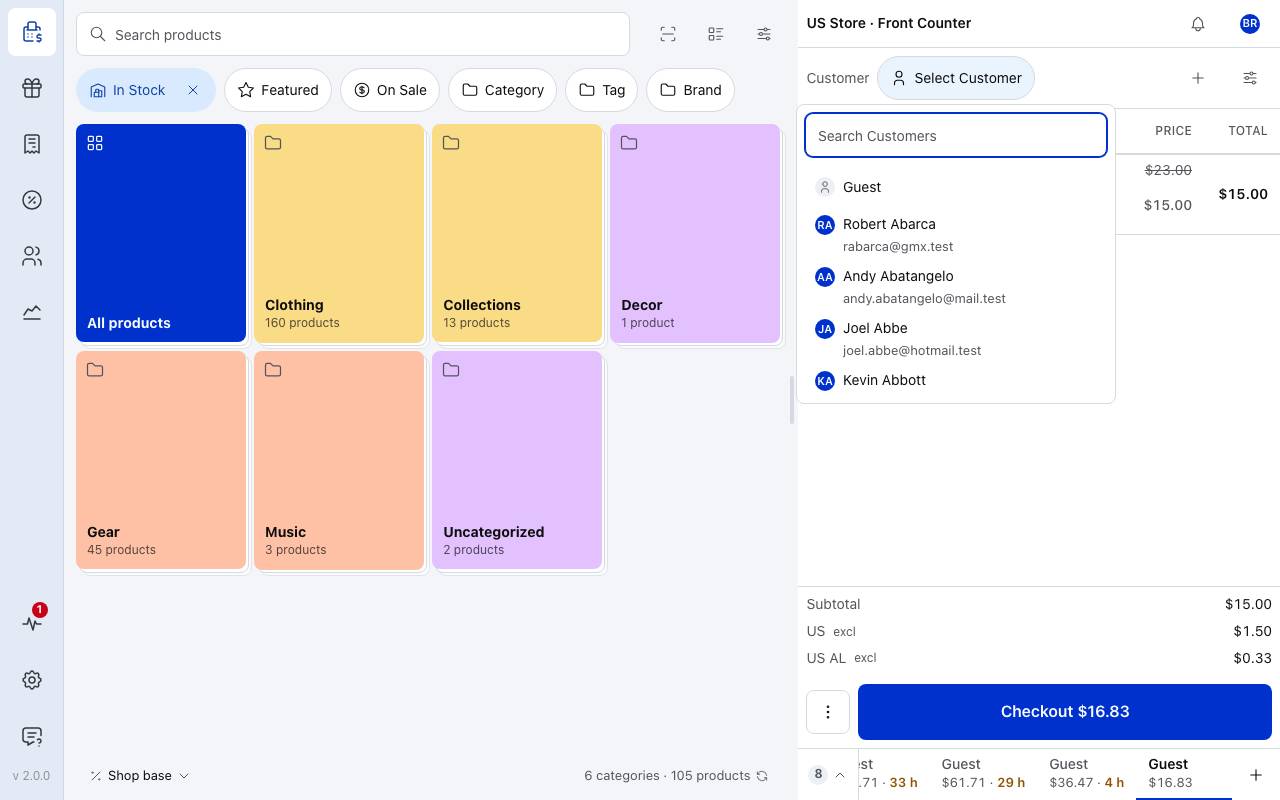 Search products
US Store · Front Counter
BR
In Stock
Featured
On Sale
Category
Tag
Brand
Customer
Select Customer
PRICE
TOTAL
Search Customers
$23.00
$15.00
$15.00
Guest
RA
Robert Abarca
rabarca@gmx.test
AA
Andy Abatangelo
andy.abatangelo@mail.test
JA
Joel Abbe
joel.abbe@hotmail.test
KA
Kevin Abbott
All products
Clothing
160 products
Collections
13 products
Decor
1 product
Gear
45 products
Music
3 products
Uncategorized
2 products
Subtotal
$15.00
US excl
$1.50
US AL excl
$0.33
Checkout $16.83
1
v 2.0.0
Shop base
6 categories · 105 products
8
est
.71 · 33 h
Guest
$61.71 · 29 h
Guest
$36.47 · 4 h
Guest
$16.83